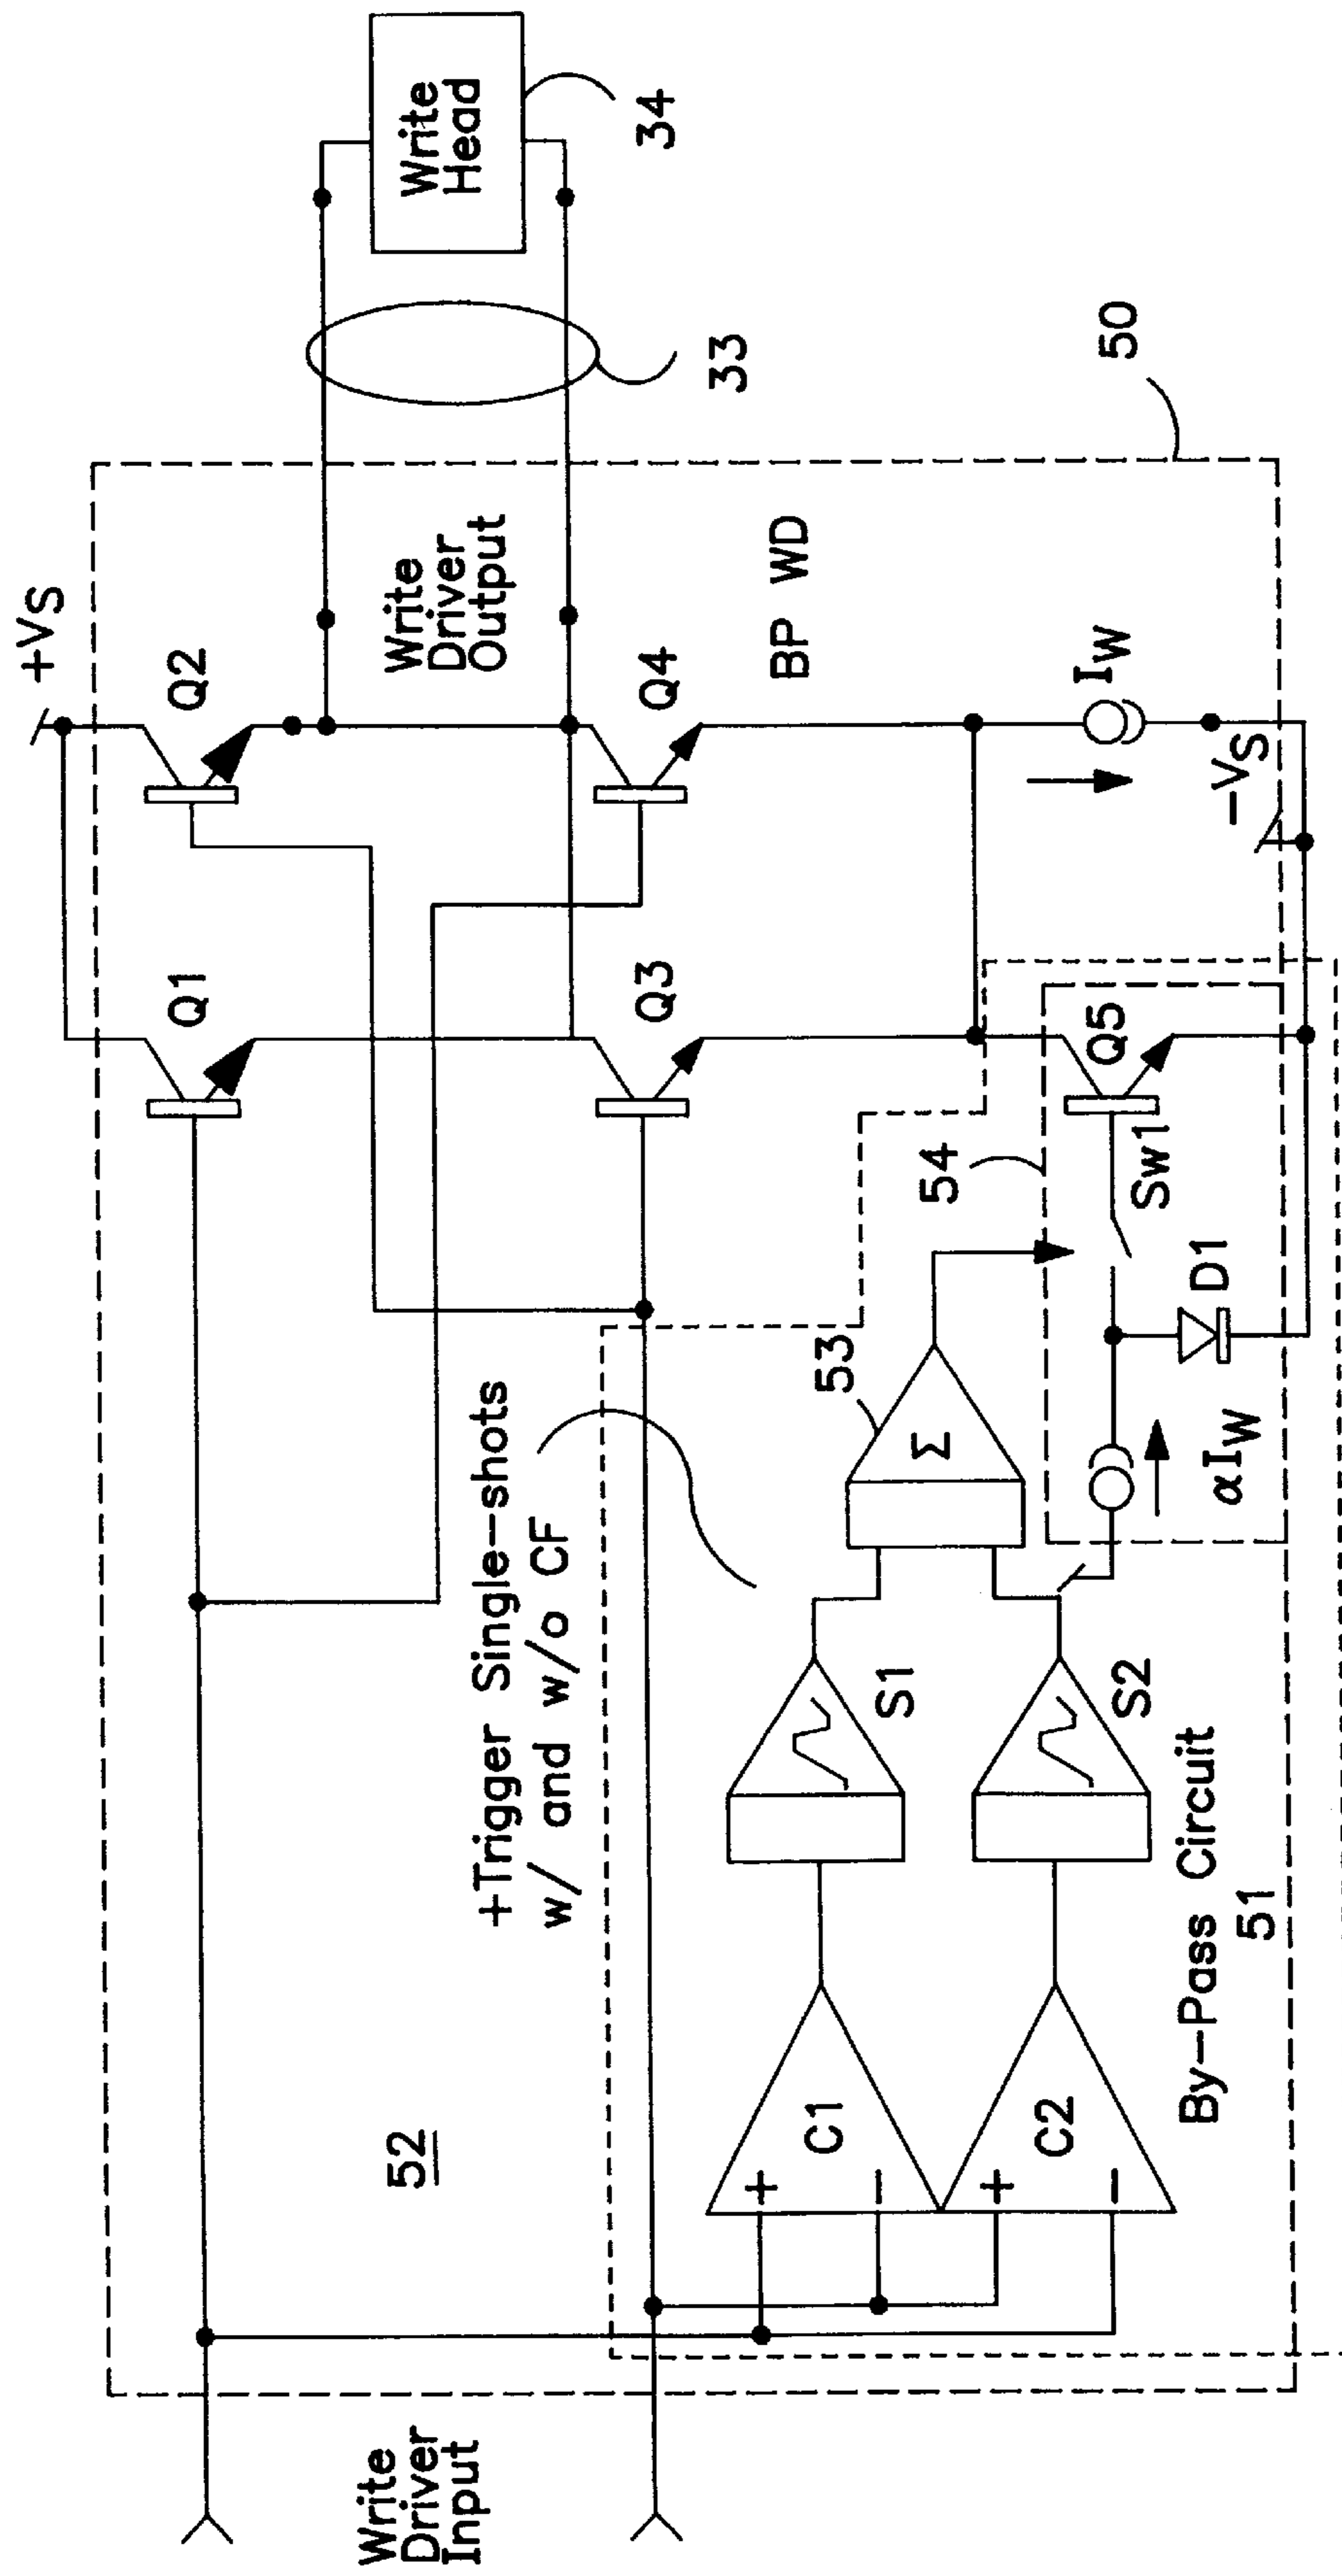 +VS
Q1
Q2
Write
Head
34
33
Write
Driver
Output
50
52
Q3
Q4
BP WD
+Trigger Single-shots
w/ and w/o CF
Write
Driver
Input
+
-
C1
S1
53
Σ
54
Q5
Sw1
IW
-VS
+
-
C2
S2
αIW
D1
By-Pass Circuit
51